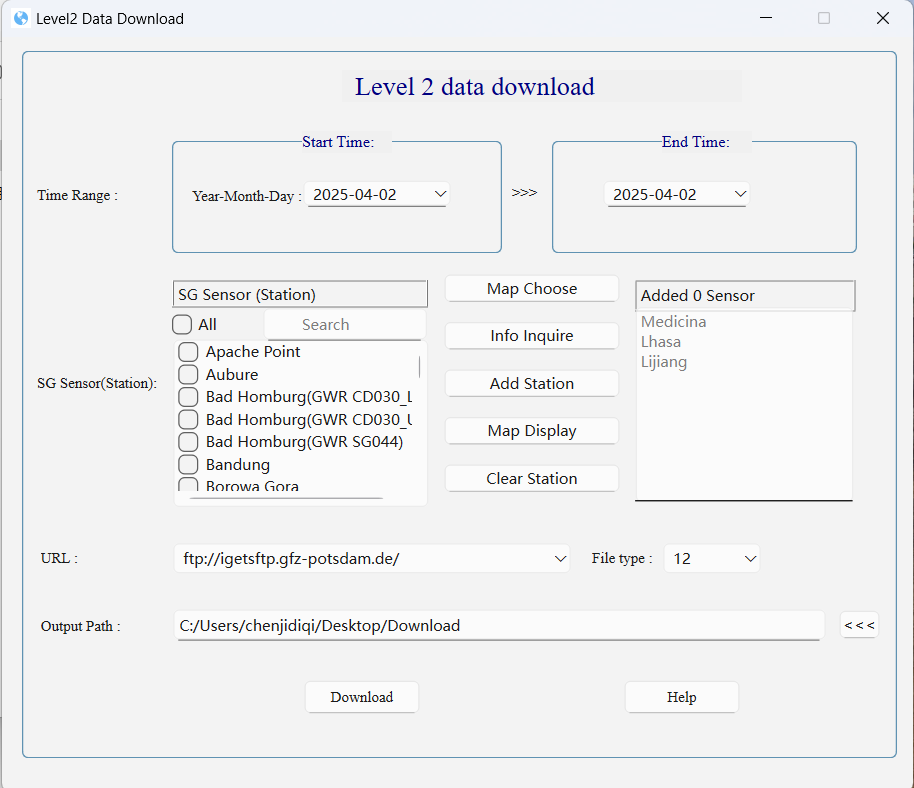 Level2 Data Download
Level 2 data download
Start Time:
End Time:
Time Range :
Year-Month-Day :
2025-04-02
>>>
2025-04-02
SG Sensor (Station)
All
Search
Apache Point
Aubure
Bad Homburg(GWR CD030_L
Bad Homburg(GWR CD030_U
Bad Homburg(GWR SG044)
Bandung
Borowa Gora
SG Sensor(Station):
Map Choose
Info Inquire
Add Station
Map Display
Clear Station
Added 0 Sensor
Medicina
Lhasa
Lijiang
URL :
ftp://igetsftp.gfz-potsdam.de/
File type :
12
Output Path :
C:/Users/chenjidiqi/Desktop/Download
<<<
Download
Help